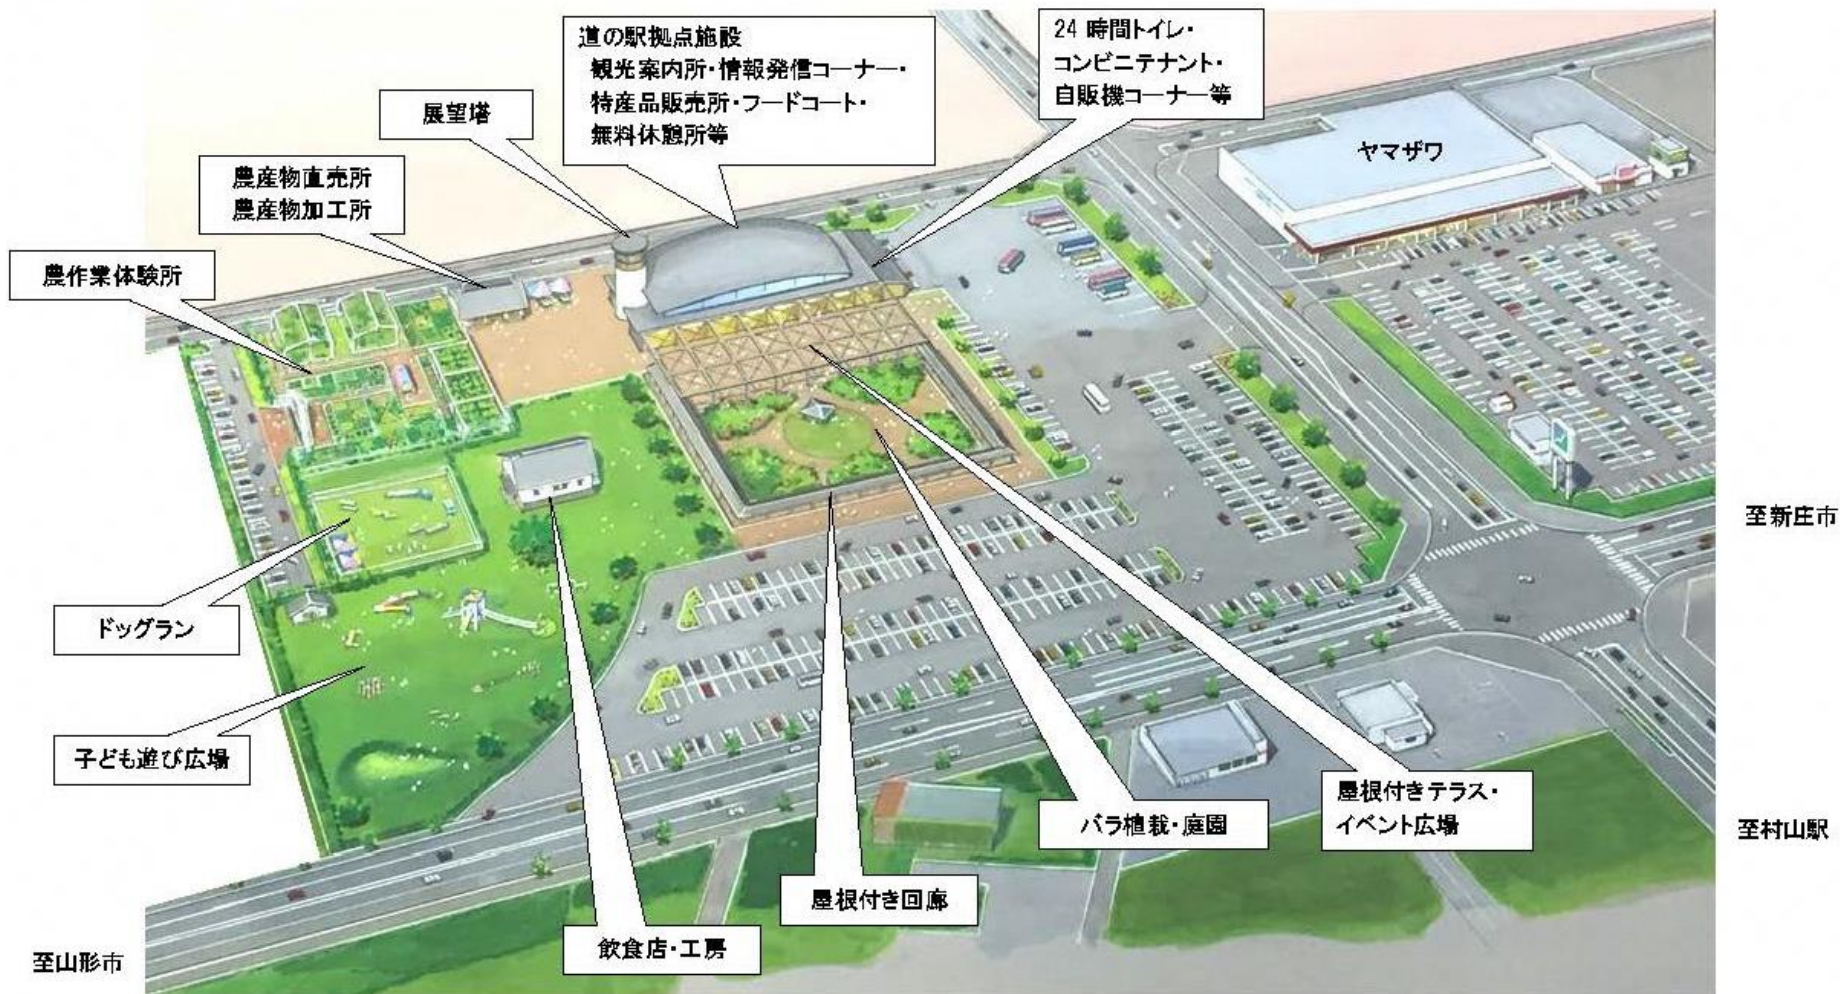 道の駅拠点施設
観光案内所・情報発信コーナー・
特産品販売所・フードコート・
無料休憩所等
24 時間トイレ・
コンビニテナント・
自販機コーナー等
展望塔
ヤマザワ
農産物直売所
農産物加工所
農作業体験所
至新庄市
ドッグラン
子ども遊び広場
屋根付きテラス・
イベント広場
バラ植栽・庭園
至村山駅
屋根付き回廊
飲食店・工房
至山形市